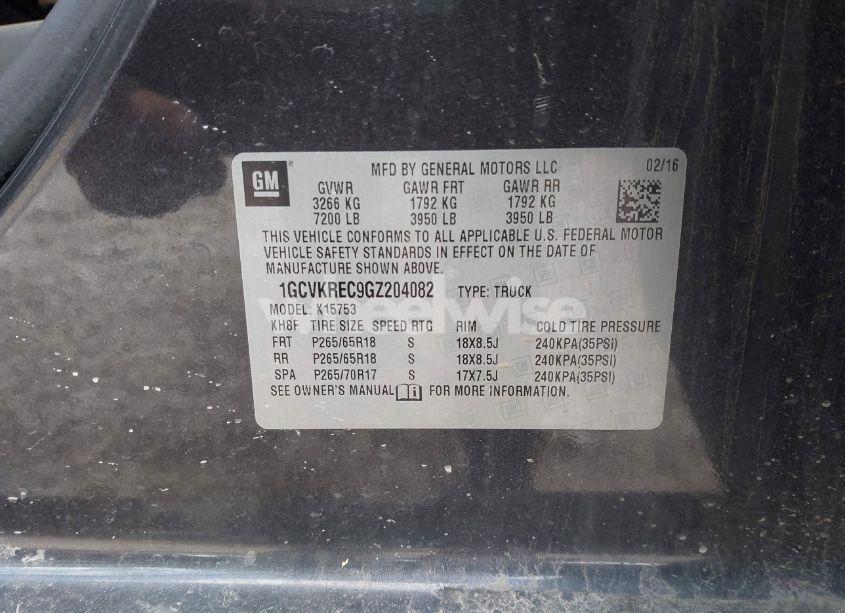 GM
MFD BY GENERAL MOTORS LLC 02/16
GVWR GAWR FRT GAWR RR
3266 KG 1792 KG 1792 KG
7200 LB 3950 LB 3950 LB
THIS VEHICLE CONFORMS TO ALL APPLICABLE U.S. FEDERAL MOTOR
VEHICLE SAFETY STANDARDS IN EFFECT ON THE DATE OF
MANUFACTURE SHOWN ABOVE.
1GCVKREC9GZ204082 TYPE: TRUCK
wheelwise
MODEL: K15753
KH8F TIRE SIZE SPEED RTG RIM COLD TIRE PRESSURE
FRT P265/65R18 S 18X8.5J 240KPA(35PSI)
RR P265/65R18 S 18X8.5J 240KPA(35PSI)
SPA P265/70R17 S 17X7.5J 240KPA(35PSI)
SEE OWNER'S MANUAL FOR MORE INFORMATION.